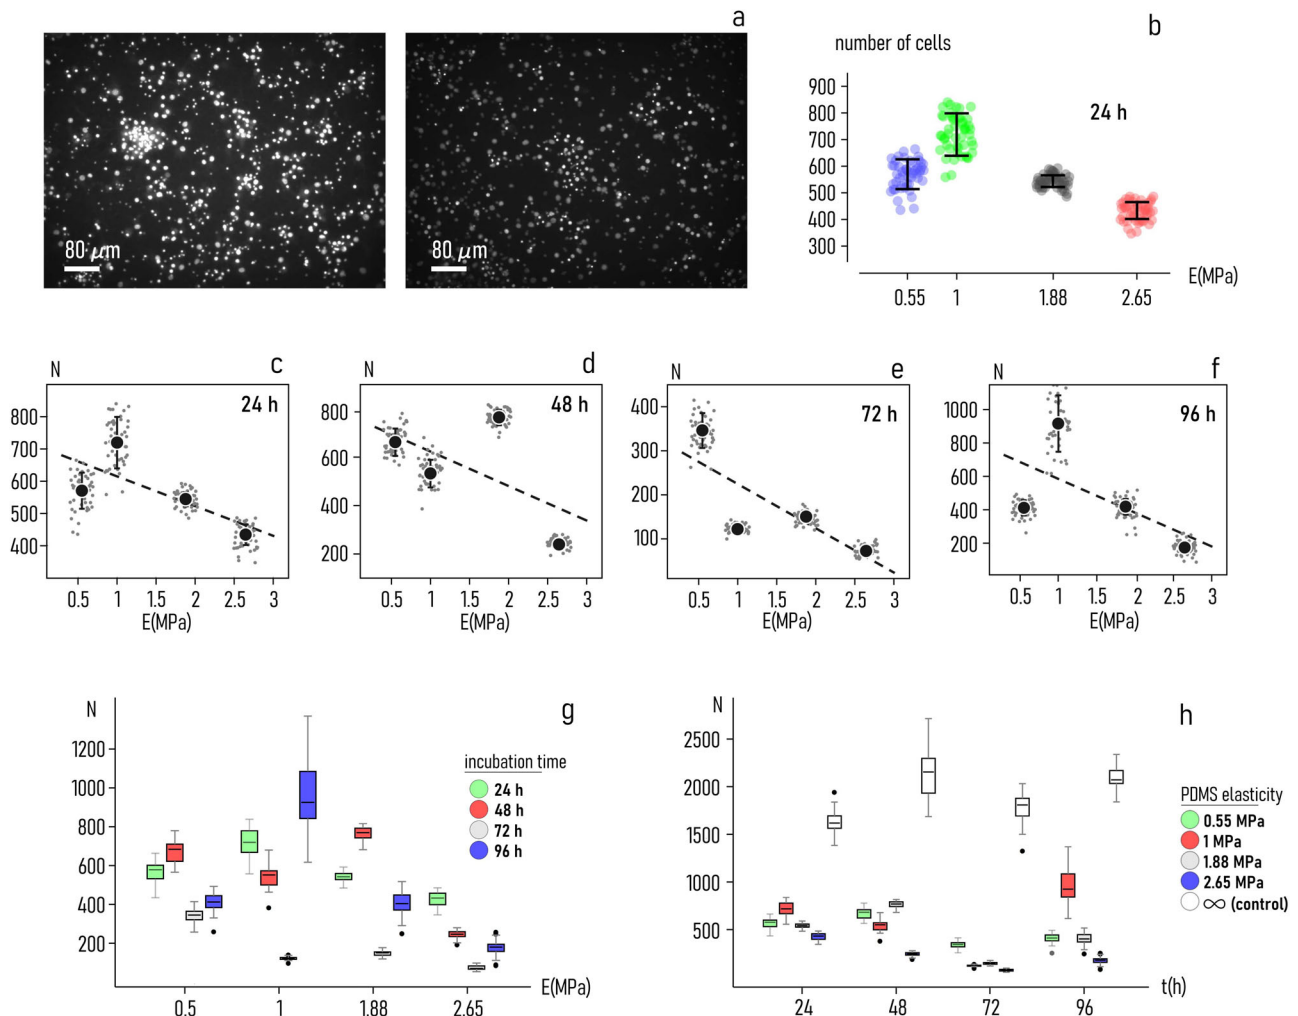 a
80 μm
80 μm
b
number of cells
900
800
700
600
500
400
300
24 h
0.55 1 1.88 2.65
E(MPa)
c
N
24 h
800
700
600
500
400
0.5 1 1.5 2 2.5 3
E(MPa)
d
N
48 h
800
600
400
200
0.5 1 1.5 2 2.5 3
E(MPa)
e
N
72 h
400
300
200
100
0.5 1 1.5 2 2.5 3
E(MPa)
f
N
96 h
1000
800
600
400
200
0.5 1 1.5 2 2.5 3
E(MPa)
g
N
1200
1000
800
600
400
200
0.5 1 1.88 2.65
E(MPa)
incubation time
24 h
48 h
72 h
96 h
h
N
2500
2000
1500
1000
500
24 48 72 96
t(h)
PDMS elasticity
0.55 MPa
1 MPa
1.88 MPa
2.65 MPa
∞ (control)